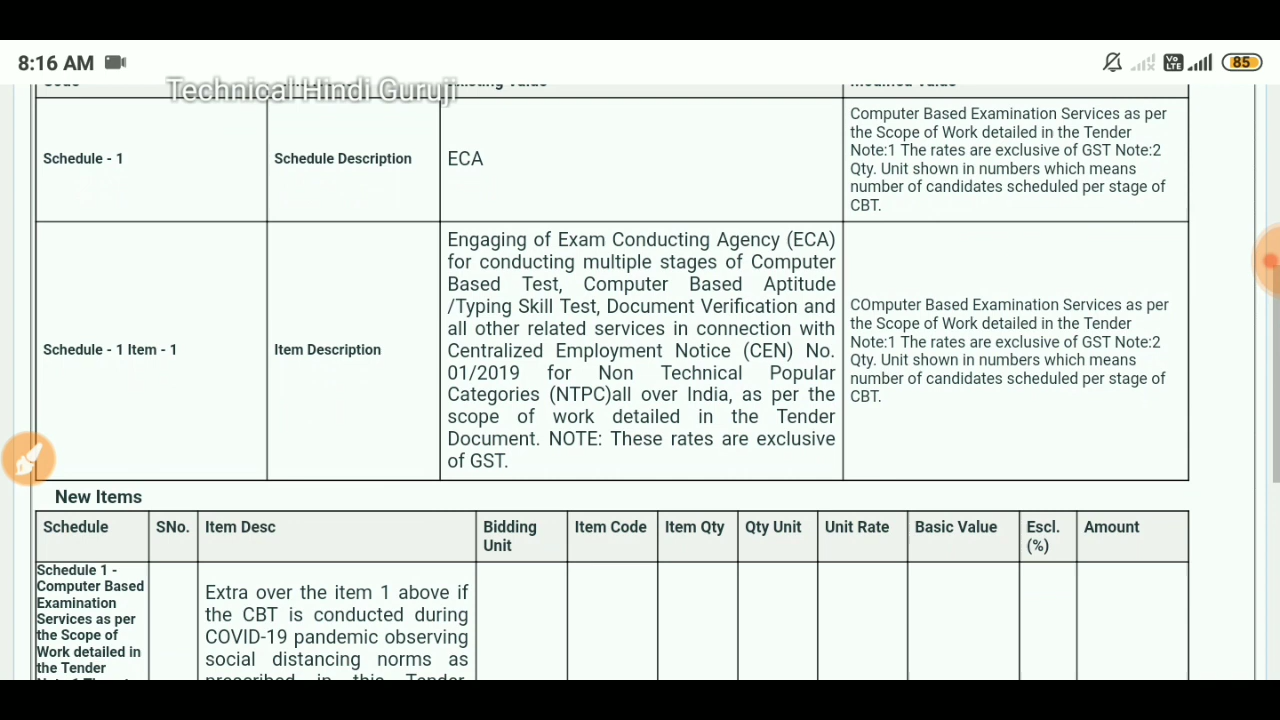 8:16 AM
Vo
LTE
85
Technical Hindi Guruji
Schedule - 1
Schedule Description
ECA
Computer Based Examination Services as per
the Scope of Work detailed in the Tender
Note:1 The rates are exclusive of GST Note:2
Qty. Unit shown in numbers which means
number of candidates scheduled per stage of
CBT.
Schedule - 1 Item - 1
Item Description
Engaging of Exam Conducting Agency (ECA)
for conducting multiple stages of Computer
Based Test, Computer Based Aptitude
/Typing Skill Test, Document Verification and
all other related services in connection with
Centralized Employment Notice (CEN) No.
01/2019 for Non Technical Popular
Categories (NTPC)all over India, as per the
scope of work detailed in the Tender
Document. NOTE: These rates are exclusive
of GST.
COmputer Based Examination Services as per
the Scope of Work detailed in the Tender
Note:1 The rates are exclusive of GST Note:2
Qty. Unit shown in numbers which means
number of candidates scheduled per stage of
CBT.
New Items
Schedule
SNo.
Item Desc
Bidding
Unit
Item Code
Item Qty
Qty Unit
Unit Rate
Basic Value
Escl.
(%)
Amount
Schedule 1 -
Computer Based
Examination
Services as per
the Scope of
Work detailed in
the Tender
Extra over the item 1 above if
the CBT is conducted during
COVID-19 pandemic observing
social distancing norms as
prescribed in this Tender.